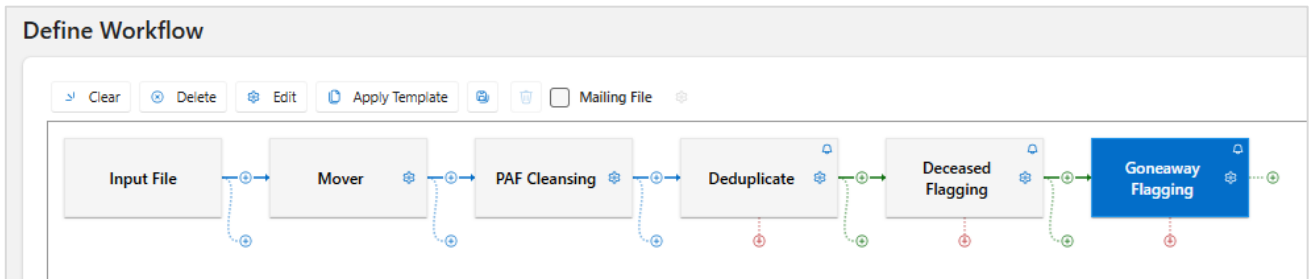 Define Workflow
Clear Delete Edit Apply Template Mailing File
Input File Mover PAF Cleansing Deduplicate Deceased Goneaway
Flagging Flagging